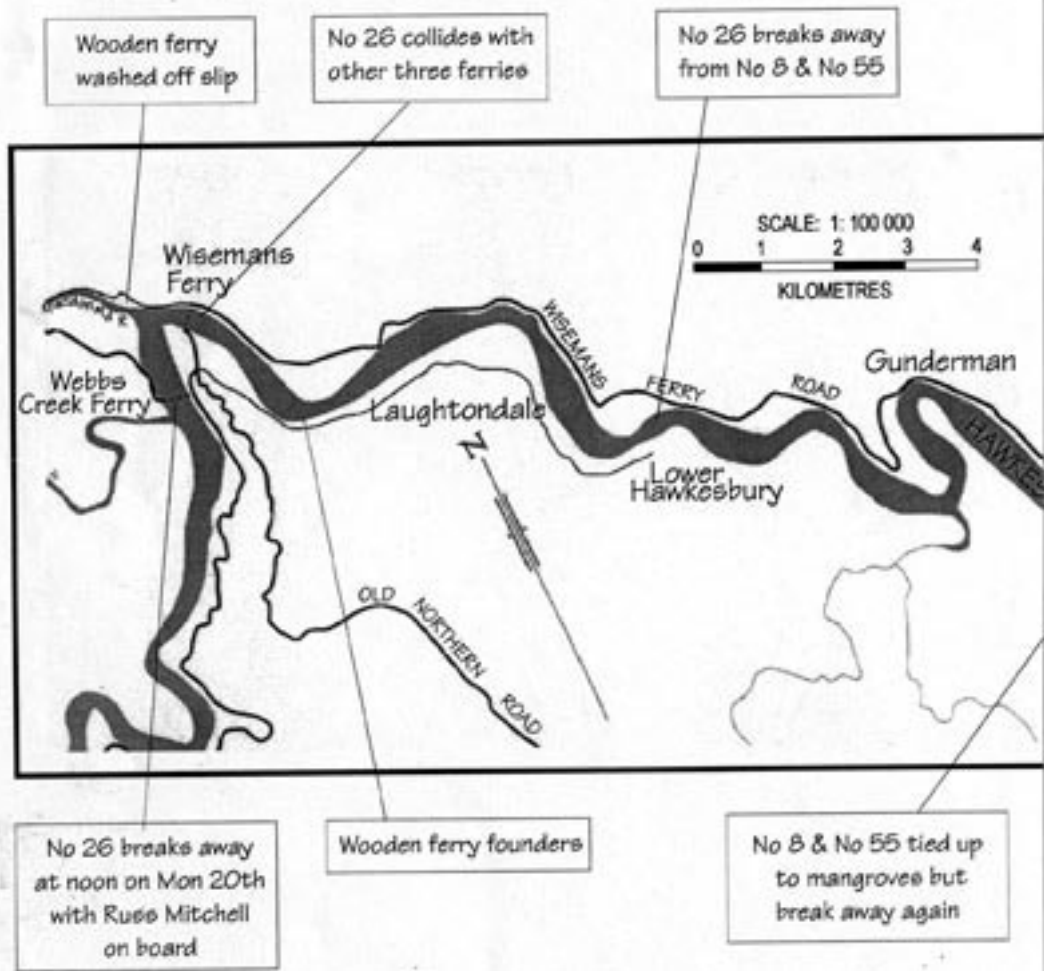 Wooden ferry
washed off slip
No 26 collides with
other three ferries
No 26 breaks away
from No 8 & No 55
SCALE: 1: 100 000
0 1 2 3 4
KILOMETRES
Wisemans
Ferry
Webbs
Creek Ferry
Laughtondale
WISEMANS FERRY ROAD
Gunderman
HAWKES
Lower
Hawkesbury
N
OLD NORTHERN ROAD
No 26 breaks away
at noon on Mon 20th
with Russ Mitchell
on board
Wooden ferry founders
No 8 & No 55 tied up
to mangroves but
break away again